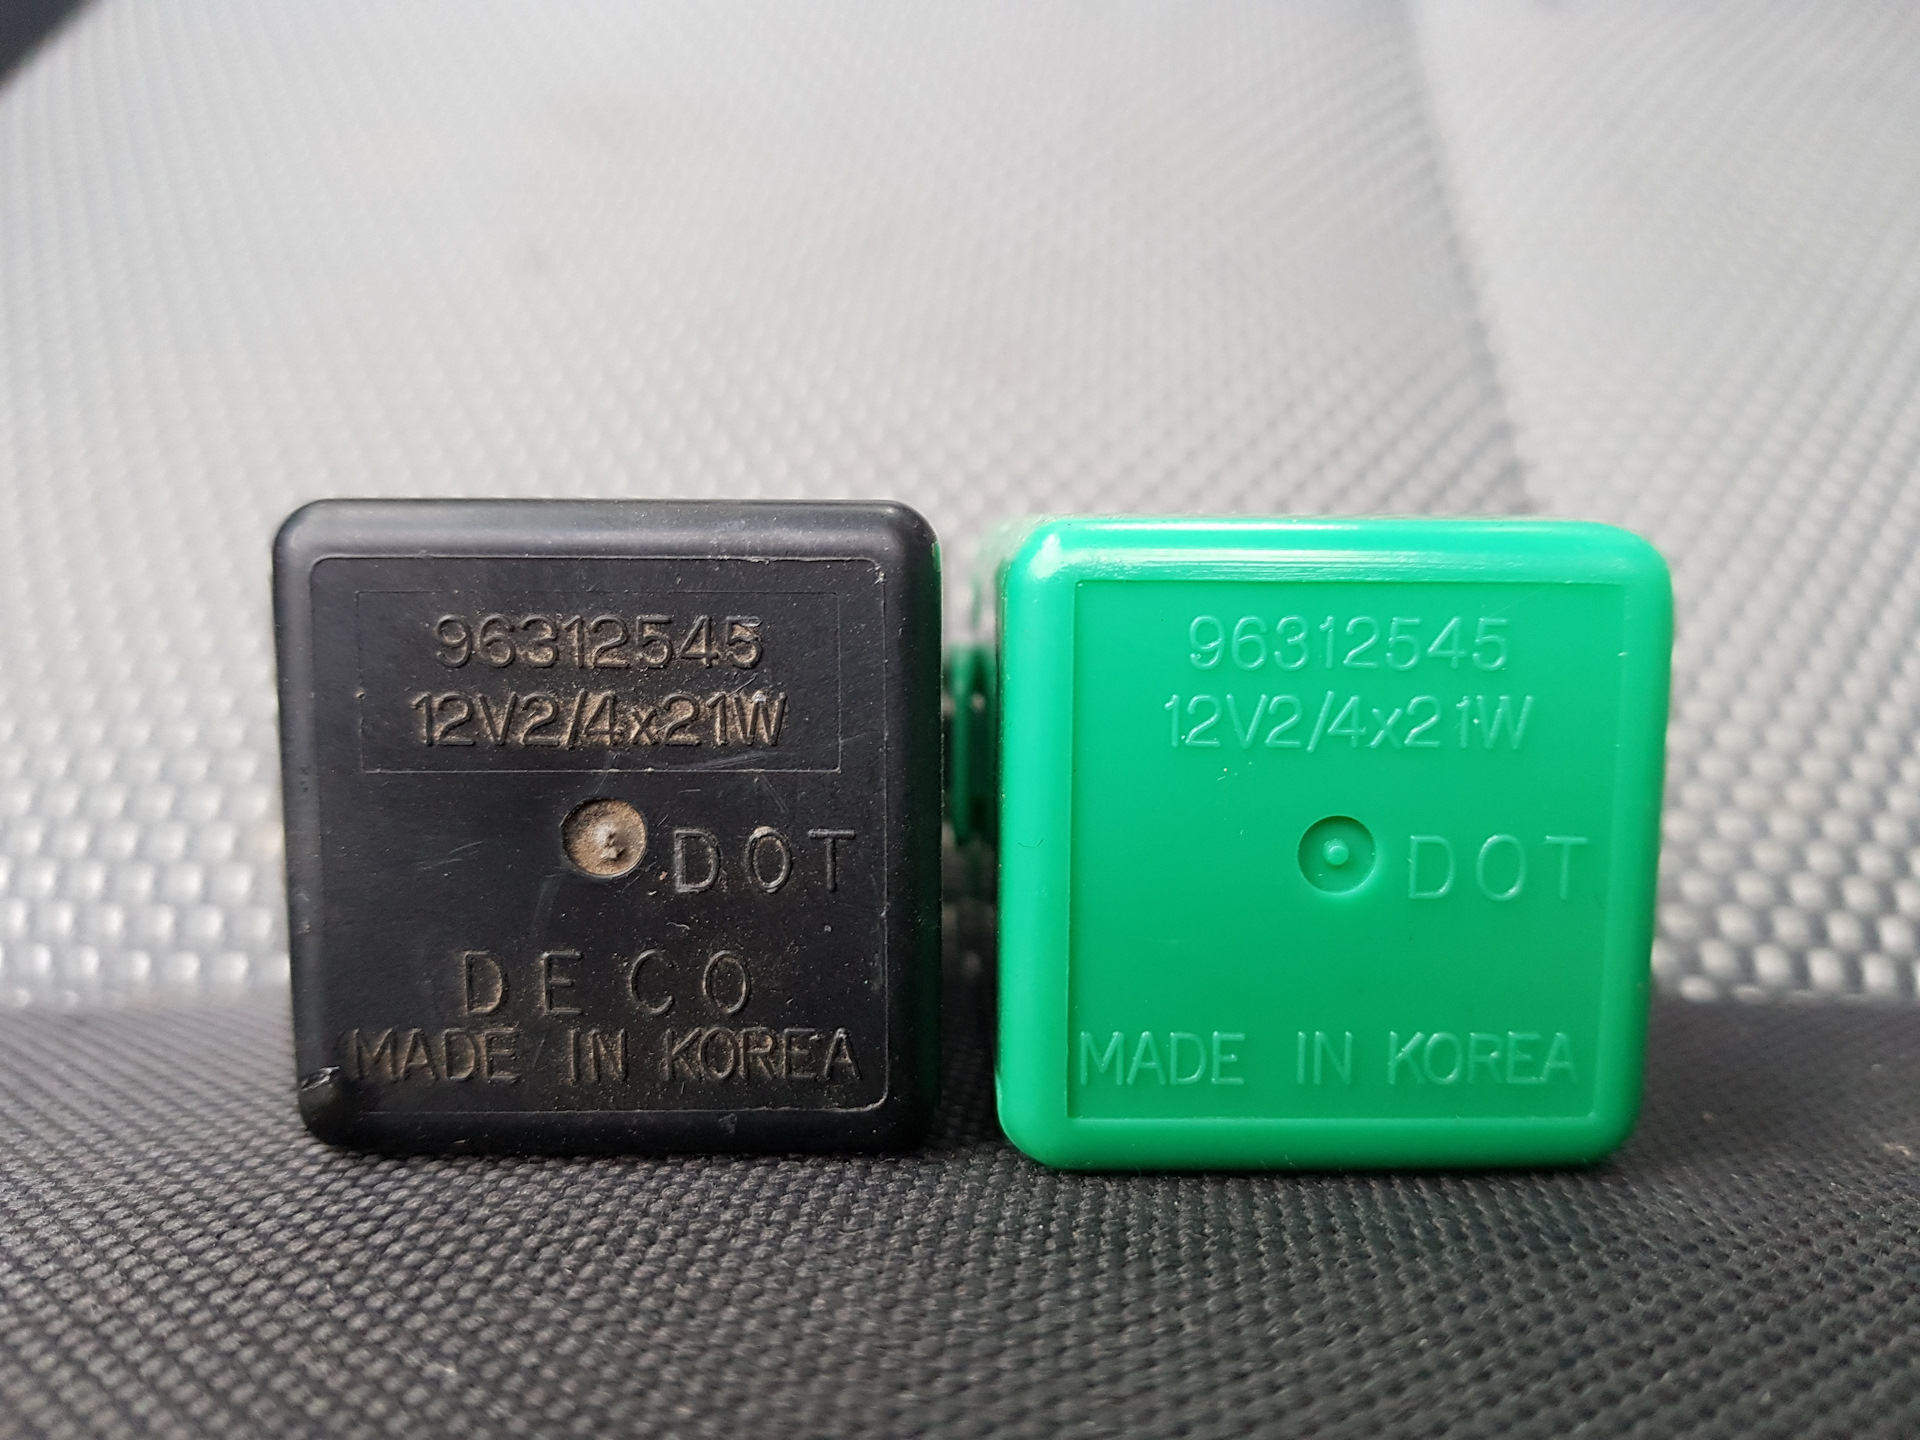 96312545
12V2/4x21W
DOT
DECO
MADE IN KOREA
96312545
12V2/4x21W
DOT
MADE IN KOREA